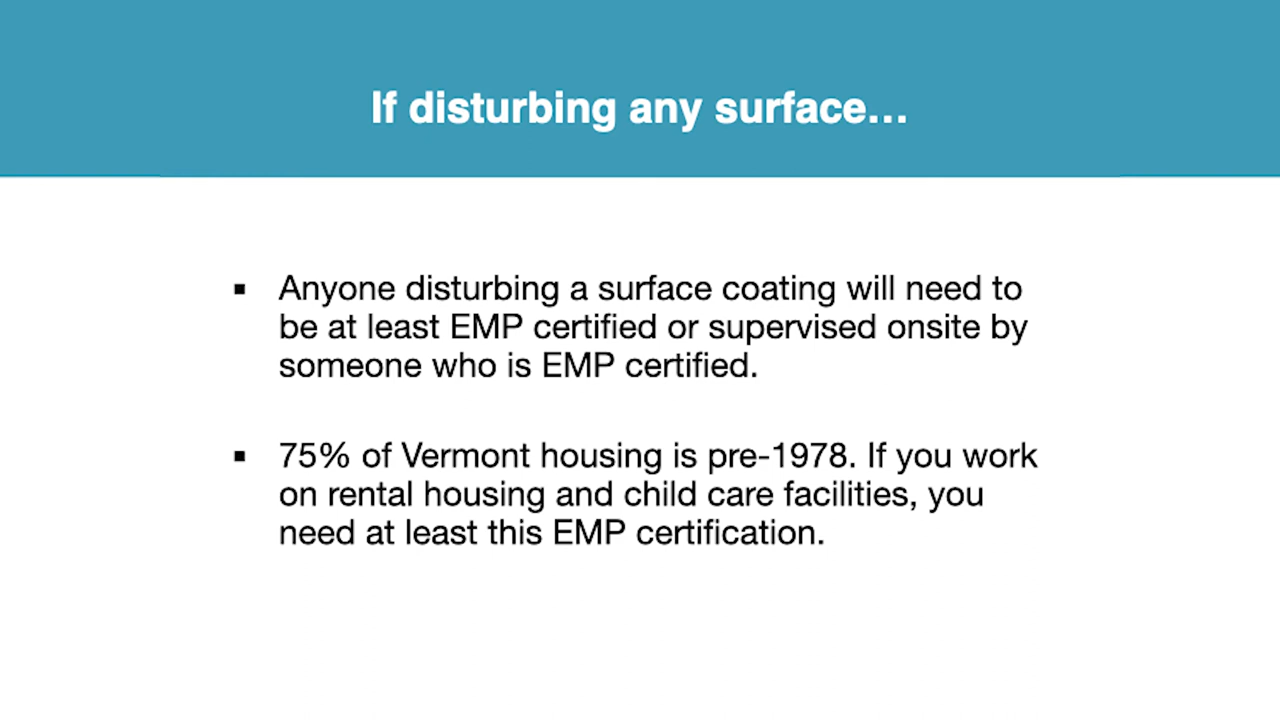 If disturbing any surface…
▪ Anyone disturbing a surface coating will need to
be at least EMP certified or supervised onsite by
someone who is EMP certified.
▪ 75% of Vermont housing is pre-1978. If you work
on rental housing and child care facilities, you
need at least this EMP certification.